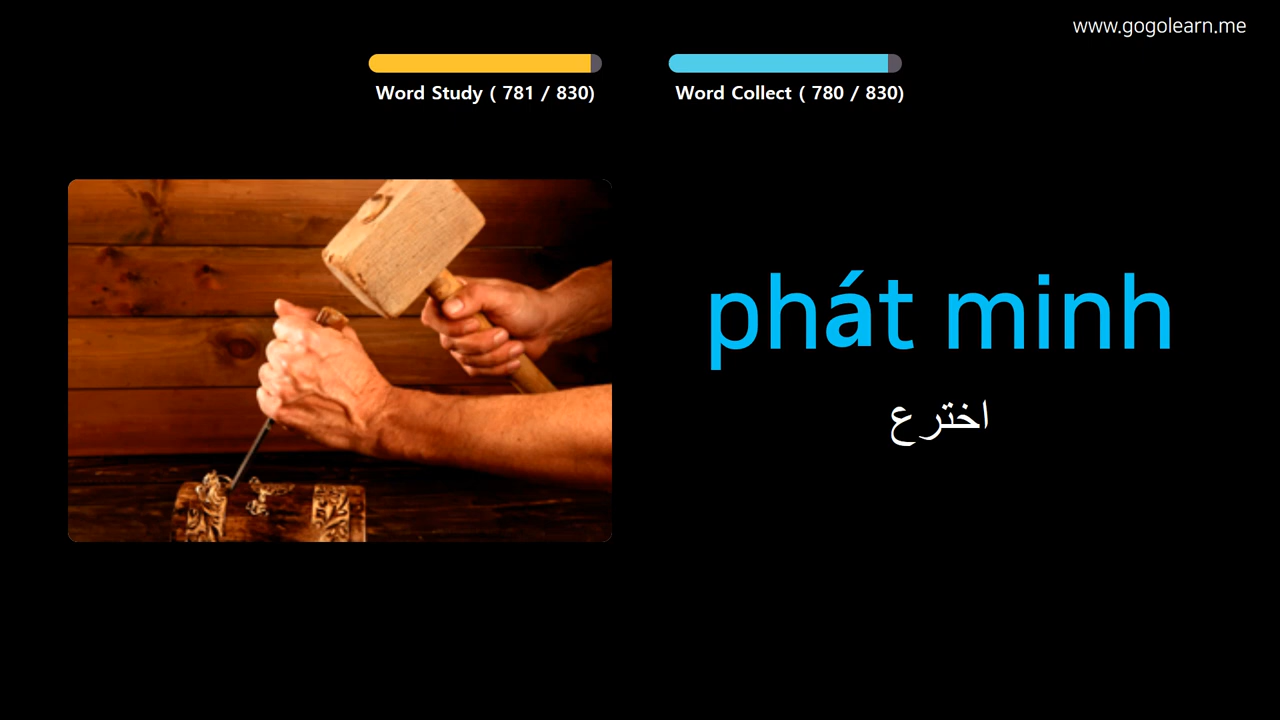 www.gogolearn.me
Word Study ( 781 / 830)
Word Collect ( 780 / 830)
phát minh
اخترع